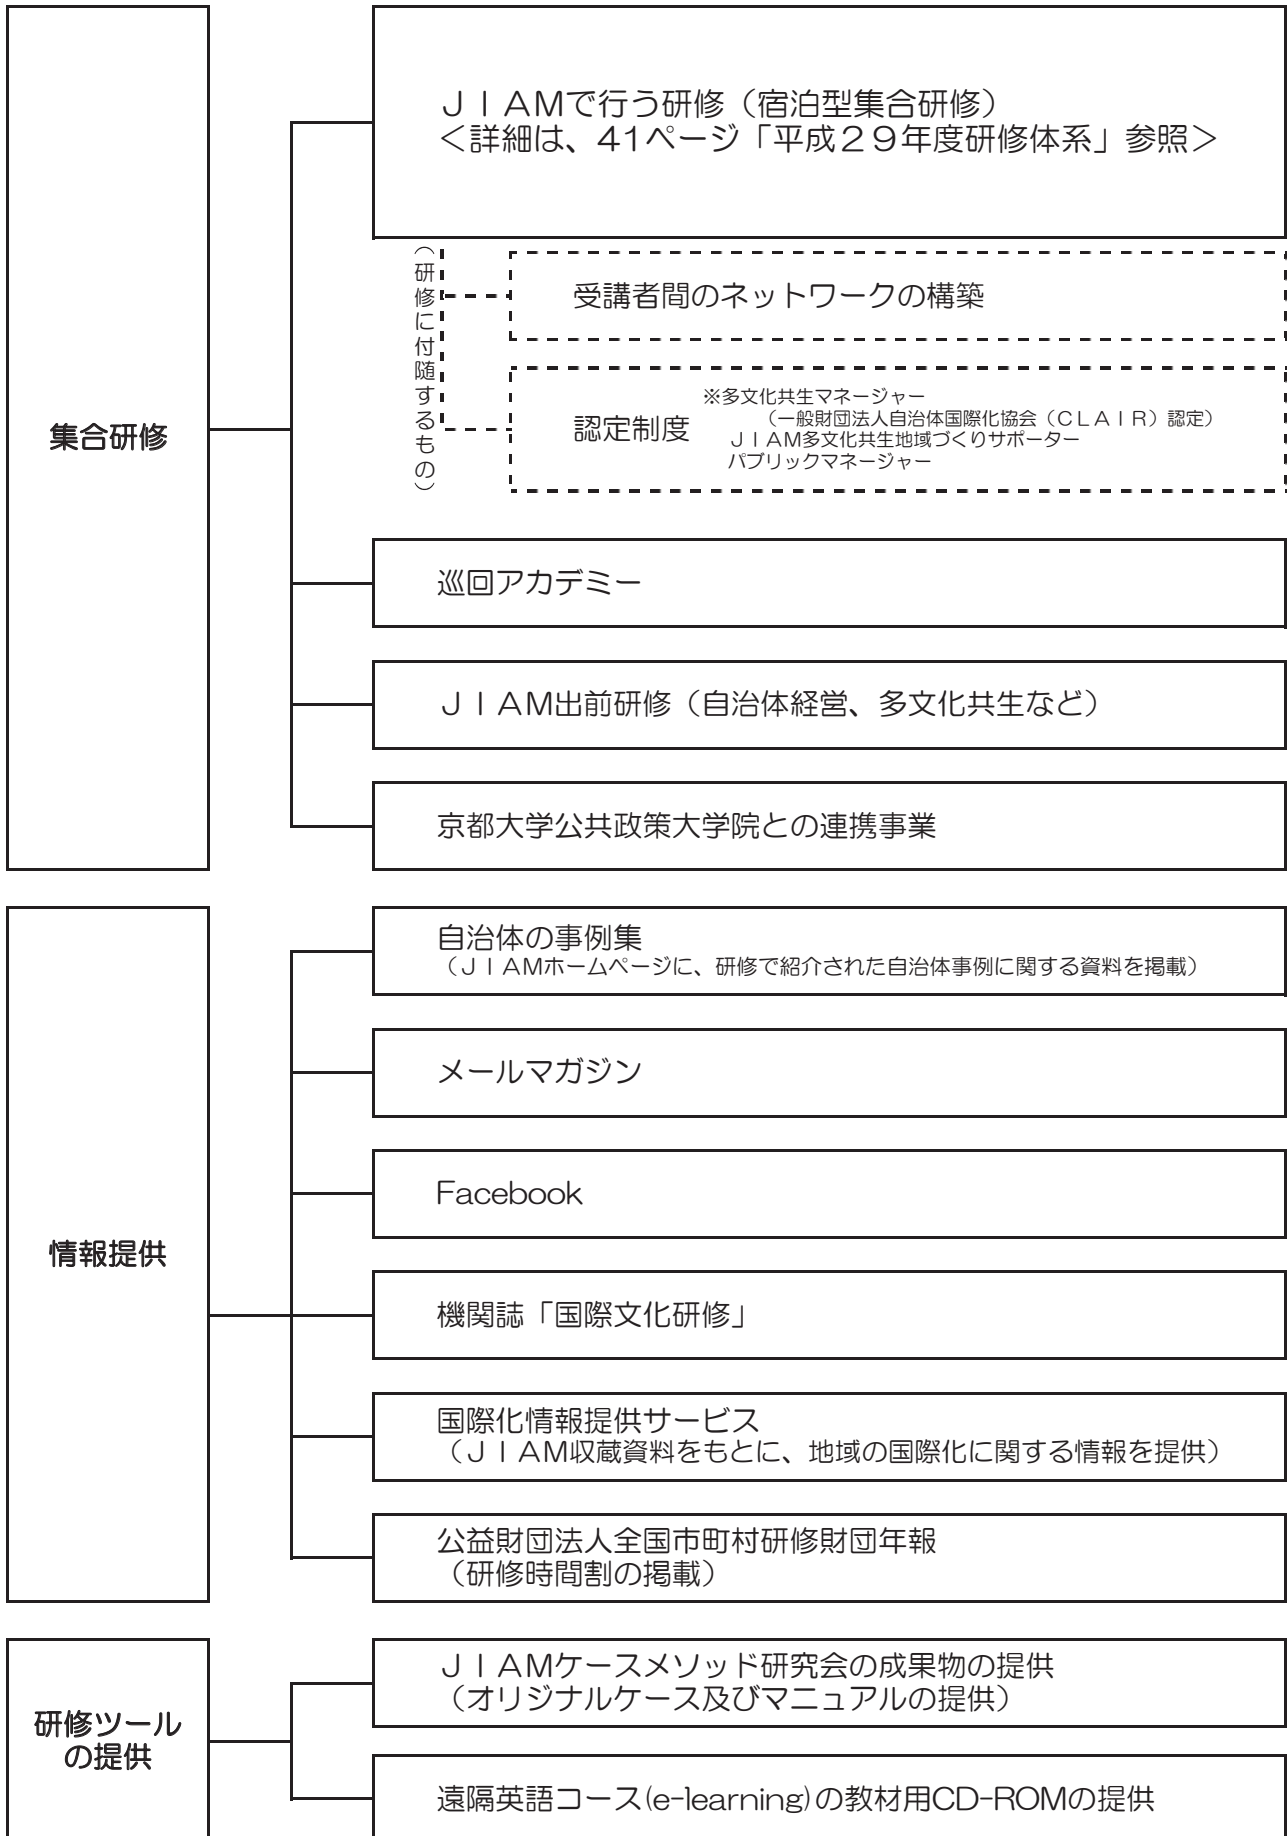 集合研修
ＪＩＡＭで行う研修（宿泊型集合研修）
＜詳細は、41ページ「平成２９年度研修体系」参照＞
（研修に付随するもの）
受講者間のネットワークの構築
認定制度
※多文化共生マネージャー
（一般財団法人自治体国際化協会（ＣＬＡＩＲ）認定）
ＪＩＡＭ多文化共生地域づくりサポーター
パブリックマネージャー
巡回アカデミー
ＪＩＡＭ出前研修（自治体経営、多文化共生など）
京都大学公共政策大学院との連携事業
情報提供
自治体の事例集
（ＪＩＡＭホームページに、研修で紹介された自治体事例に関する資料を掲載）
メールマガジン
Facebook
機関誌「国際文化研修」
国際化情報提供サービス
（ＪＩＡＭ収蔵資料をもとに、地域の国際化に関する情報を提供）
公益財団法人全国市町村研修財団年報
（研修時間割の掲載）
研修ツール
の提供
ＪＩＡＭケースメソッド研究会の成果物の提供
（オリジナルケース及びマニュアルの提供）
遠隔英語コース(e-learning)の教材用CD-ROMの提供